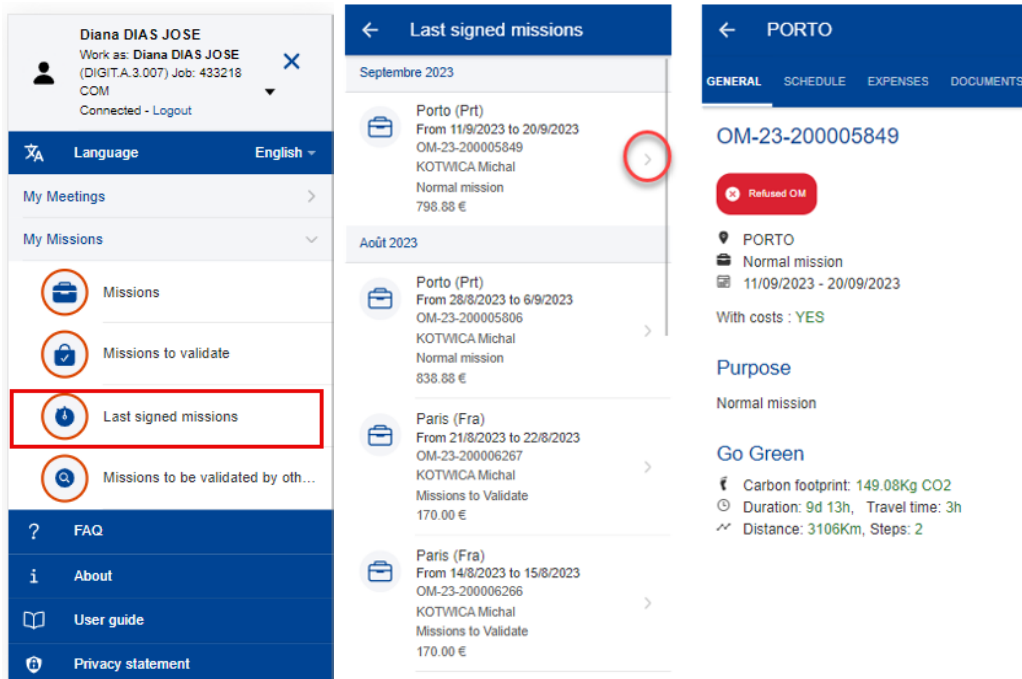 Diana DIAS JOSE
Work as: Diana DIAS JOSE
(DIGIT.A.3.007) Job: 433218
COM
Connected - Logout
Language English
My Meetings
My Missions
Missions
Missions to validate
Last signed missions
Missions to be validated by oth...
FAQ
About
User guide
Privacy statement
Last signed missions
Septembre 2023
Porto (Prt)
From 11/9/2023 to 20/9/2023
OM-23-200005849
KOTWICA Michal
Normal mission
798.88 €
Août 2023
Porto (Prt)
From 28/8/2023 to 6/9/2023
OM-23-200005806
KOTWICA Michal
Normal mission
838.88 €
Paris (Fra)
From 21/8/2023 to 22/8/2023
OM-23-200006267
KOTWICA Michal
Missions to Validate
170.00 €
Paris (Fra)
From 14/8/2023 to 15/8/2023
OM-23-200006266
KOTWICA Michal
Missions to Validate
170.00 €
PORTO
GENERAL SCHEDULE EXPENSES DOCUMENTS
OM-23-200005849
Refused OM
PORTO
Normal mission
11/09/2023 - 20/09/2023
With costs : YES
Purpose
Normal mission
Go Green
Carbon footprint: 149.08Kg CO2
Duration: 9d 13h, Travel time: 3h
Distance: 3106Km, Steps: 2